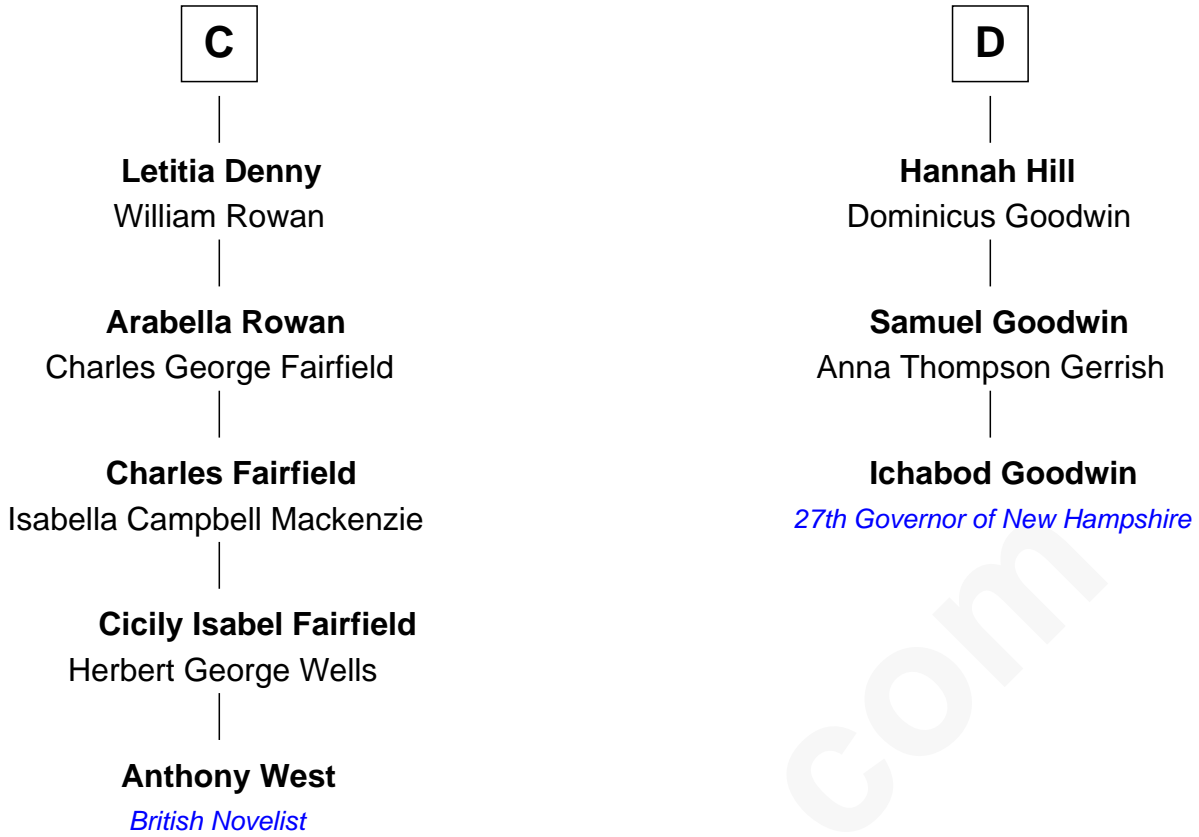 C
Letitia Denny
William Rowan
Arabella Rowan
Charles George Fairfield
Charles Fairfield
Isabella Campbell Mackenzie
Cicily Isabel Fairfield
Herbert George Wells
Anthony West
British Novelist
D
Hannah Hill
Dominicus Goodwin
Samuel Goodwin
Anna Thompson Gerrish
Ichabod Goodwin
27th Governor of New Hampshire
com